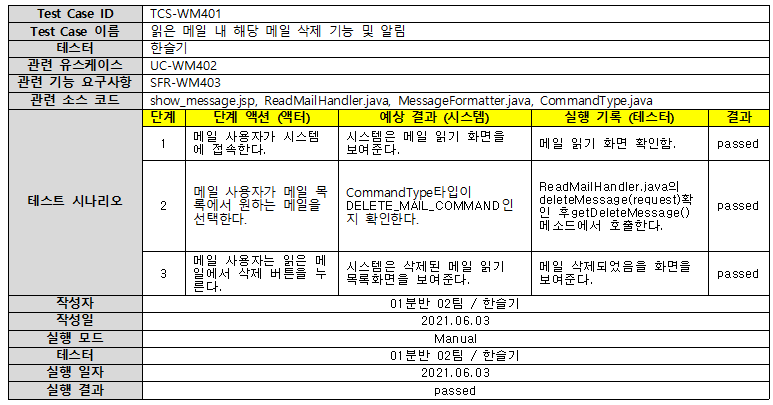 Test Case ID TCS-WM401
Test Case 이름 읽은 메일 내 해당 메일 삭제 기능 및 알림
테스터 한슬기
관련 유스케이스 UC-WM402
관련 기능 요구사항 SFR-WM403
관련 소스 코드 show_message.jsp, ReadMailHandler.java, MessageFormatter.java, CommandType.java
테스트 시나리오
단계 단계 액션 (액터) 예상 결과 (시스템) 실행 기록 (테스터) 결과
1
메일 사용자가 시스템
에 접속한다.
시스템은 메일 읽기 화면을
보여준다.
메일 읽기 화면 확인함.
passed
2
메일 사용자가 메일 목
록에서 원하는 메일을
선택한다.
CommandType타입이
DELETE_MAIL_COMMAND인
지 확인한다.
ReadMailHandler.java의
deleteMessage(request)확
인 후getDeleteMessage()
메소드에서 호출한다.
passed
3
메일 사용자는 읽은 메
일에서 삭제 버튼을 누
른다.
시스템은 삭제된 메일 읽기
목록화면을 보여준다.
메일 삭제되었음을 화면을
보여준다.
passed
작성자 01분반 02팀 / 한슬기
작성일 2021.06.03
실행 모드 Manual
테스터 01분반 02팀 / 한슬기
실행 일자 2021.06.03
실행 결과 passed